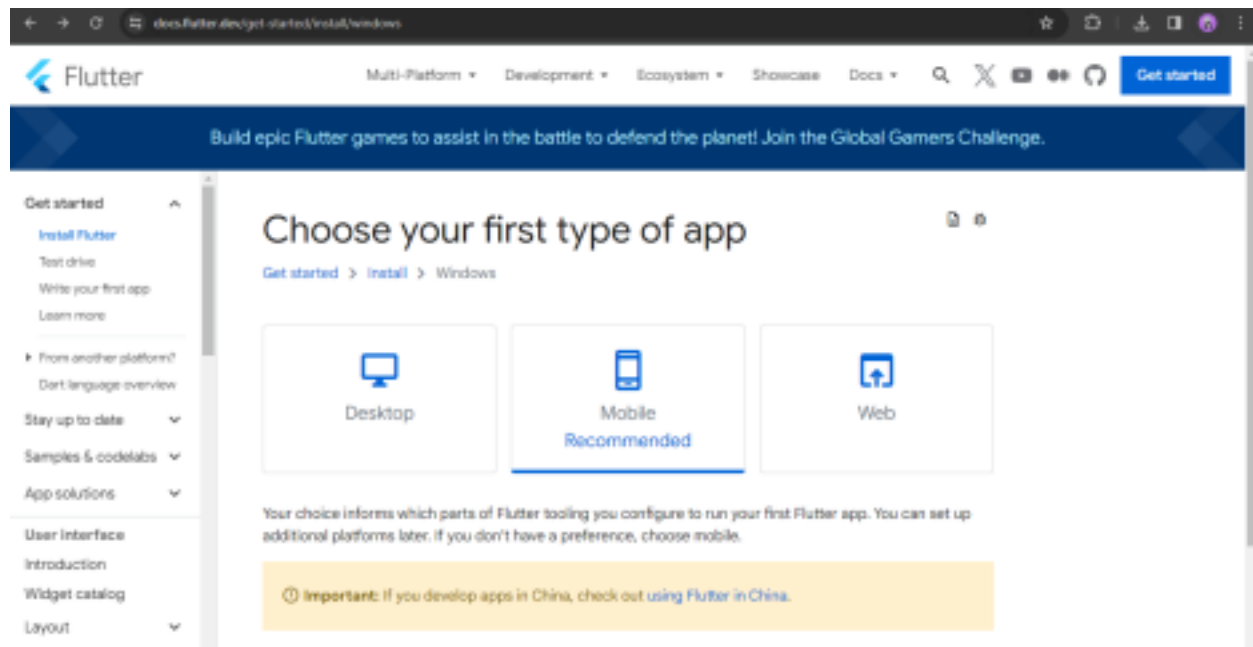 docs.flutter.dev/get-started/install/windows
Flutter
Multi-Platform Development Ecosystem Showcase Docs Get started
Build epic Flutter games to assist in the battle to defend the planet! Join the Global Gamers Challenge.
Get started
Install Flutter
Test drive
Write your first app
Learn more
From another platform?
Dart language overview
Stay up to date
Samples & codelabs
App solutions
User Interface
Introduction
Widget catalog
Layout
Choose your first type of app
Get started > Install > Windows
Desktop
Mobile
Recommended
Web
Your choice informs which parts of Flutter tooling you configure to run your first Flutter app. You can set up
additional platforms later. If you don't have a preference, choose mobile.
Important: If you develop apps in China, check out using Flutter in China.